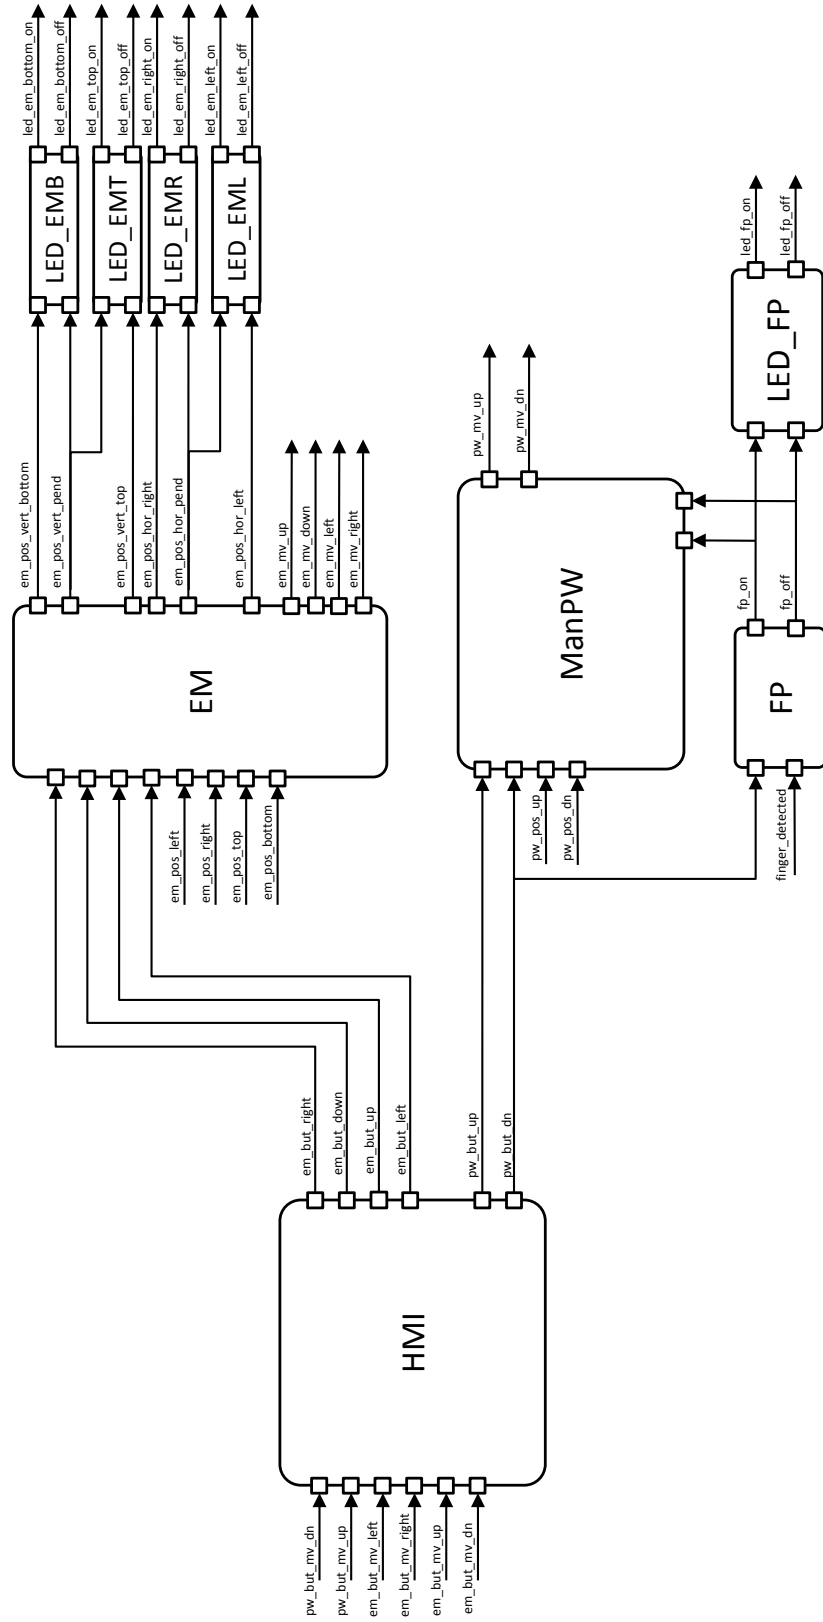 pw_but_mv_dn
pw_but_mv_up
em_but_mv_left
em_but_mv_right
em_but_mv_up
em_but_mv_dn
HMI
em_but_right
em_but_down
em_but_up
em_but_left
pw_but_up
pw_but_dn
em_pos_left
em_pos_right
em_pos_top
em_pos_bottom
EM
em_pos_vert_bottom
em_pos_vert_pend
em_pos_vert_top
em_pos_hor_right
em_pos_hor_pend
em_pos_hor_left
em_mv_up
em_mv_down
em_mv_left
em_mv_right
LED_EMB
LED_EMT
LED_EMR
LED_EML
led_em_bottom_on
led_em_bottom_off
led_em_top_on
led_em_top_off
led_em_right_on
led_em_right_off
led_em_left_on
led_em_left_off
pw_pos_up
pw_pos_dn
ManPW
pw_mv_up
pw_mv_dn
finger_detected
FP
fp_on
fp_off
LED_FP
led_fp_on
led_fp_off